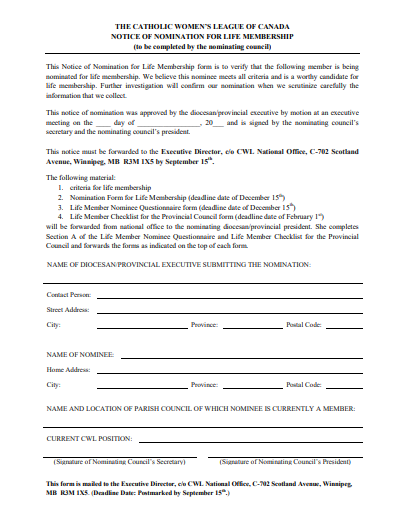 THE CATHOLIC WOMEN'S LEAGUE OF CANADA
NOTICE OF NOMINATION FOR LIFE MEMBERSHIP
(to be completed by the nominating council)
This Notice of Nomination for Life Membership form is to verify that the following member is being
nominated for life membership. We believe this nominee meets all criteria and is a worthy candidate for
life membership. Further investigation will confirm our nomination when we scrutinize carefully the
information that we collect.
This notice of nomination was approved by the diocesan/provincial executive by motion at an executive
meeting on the ____ day of __________________, 20___ and is signed by the nominating council's
secretary and the nominating council's president.
This notice must be forwarded to the Executive Director, c/o CWL National Office, C-702 Scotland
Avenue, Winnipeg, MB R3M 1X5 by September 15th.
The following material:
1. criteria for life membership
2. Nomination Form for Life Membership (deadline date of December 15th)
3. Life Member Nominee Questionnaire form (deadline date of December 15th)
4. Life Member Checklist for the Provincial Council form (deadline date of February 1st)
will be forwarded from national office to the nominating diocesan/provincial president. She completes
Section A of the Life Member Nominee Questionnaire and Life Member Checklist for the Provincial
Council and forwards the forms as indicated on the top of each form.
NAME OF DIOCESAN/PROVINCIAL EXECUTIVE SUBMITTING THE NOMINATION:
Contact Person:
Street Address:
City: Province: Postal Code:
NAME OF NOMINEE:
Home Address:
City: Province: Postal Code:
NAME AND LOCATION OF PARISH COUNCIL OF WHICH NOMINEE IS CURRENTLY A MEMBER:
CURRENT CWL POSITION:
(Signature of Nominating Council's Secretary) (Signature of Nominating Council's President)
This form is mailed to the Executive Director, c/o CWL National Office, C-702 Scotland Avenue, Winnipeg,
MB R3M 1X5. (Deadline Date: Postmarked by September 15th.)